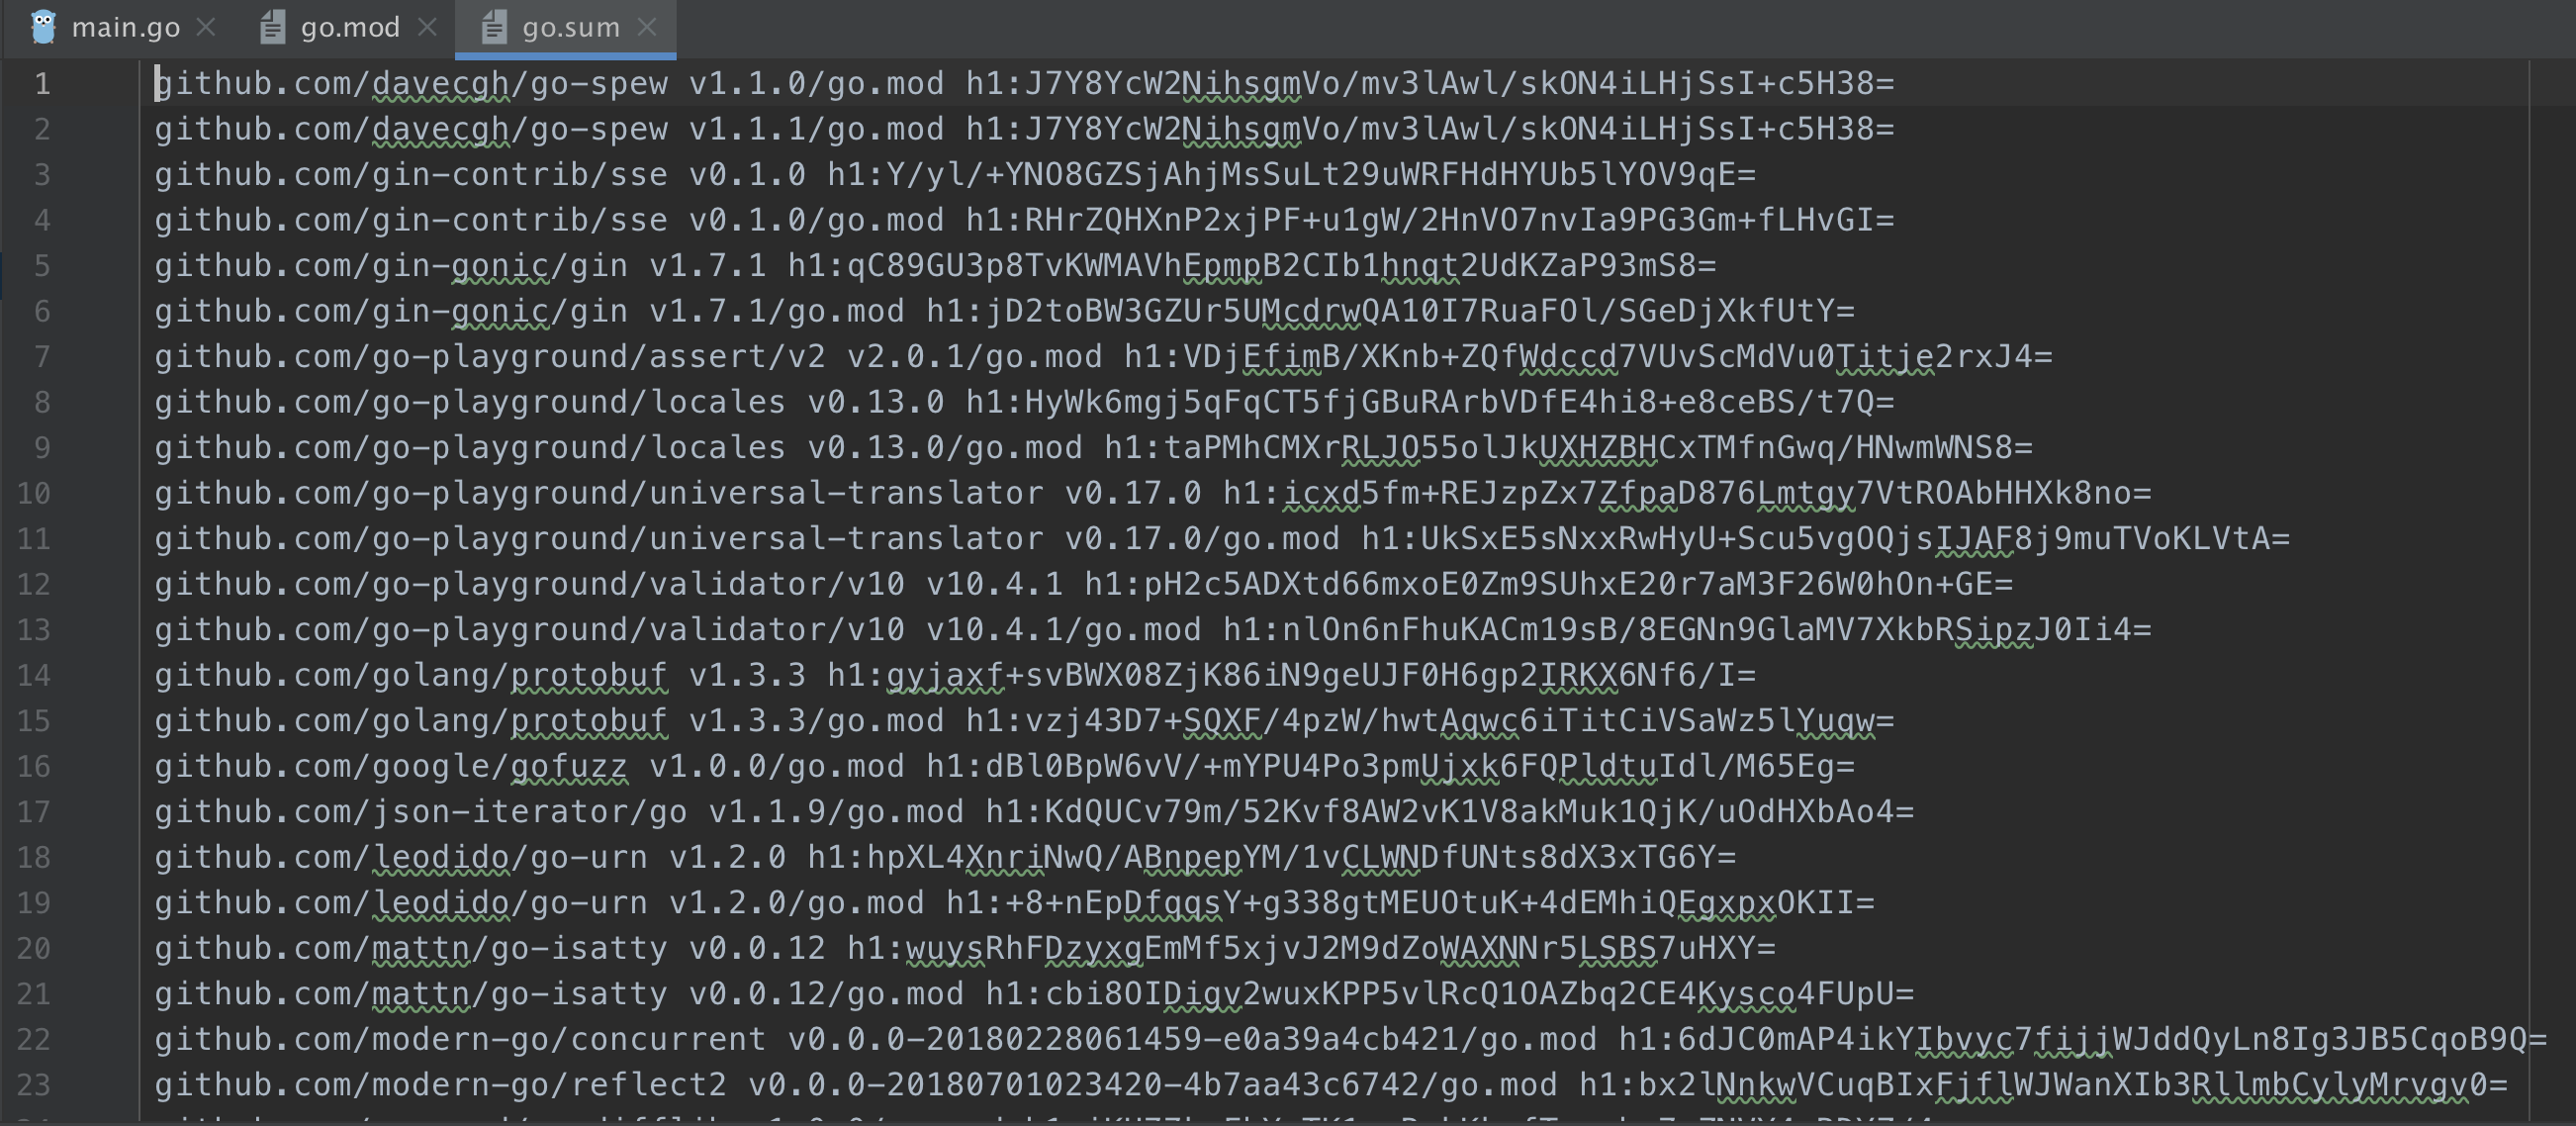 main.go
go.mod
go.sum
1 github.com/davecgh/go-spew v1.1.0/go.mod h1:J7Y8YcW2NihsgmVo/mv3lAwl/skON4iLHjSsI+c5H38=
2 github.com/davecgh/go-spew v1.1.1/go.mod h1:J7Y8YcW2NihsgmVo/mv3lAwl/skON4iLHjSsI+c5H38=
3 github.com/gin-contrib/sse v0.1.0 h1:Y/yl/+YNO8GZSjAhjMsSuLt29uWRFHdHYUb5lYOV9qE=
4 github.com/gin-contrib/sse v0.1.0/go.mod h1:RHrZQHXnP2xjPF+u1gW/2HnVO7nvIa9PG3Gm+fLHvGI=
5 github.com/gin-gonic/gin v1.7.1 h1:qC89GU3p8TvKWMAVhEpmpB2CIb1hnqt2UdKZaP93mS8=
6 github.com/gin-gonic/gin v1.7.1/go.mod h1:jD2toBW3GZUr5UMcdrwQA10I7RuaFOl/SGeDjXkfUtY=
7 github.com/go-playground/assert/v2 v2.0.1/go.mod h1:VDjEfimB/XKnb+ZQfWdccd7VUvScMdVu0Titje2rxJ4=
8 github.com/go-playground/locales v0.13.0 h1:HyWk6mgj5qFqCT5fjGBuRArbVDfE4hi8+e8ceBS/t7Q=
9 github.com/go-playground/locales v0.13.0/go.mod h1:taPMhCMXrRLJO55olJkUXHZBHCxTMfnGwq/HNwmWNS8=
10 github.com/go-playground/universal-translator v0.17.0 h1:icxd5fm+REJzpZx7ZfpaD876Lmtgy7VtROAbHHXk8no=
11 github.com/go-playground/universal-translator v0.17.0/go.mod h1:UkSxE5sNxxRwHyU+Scu5vgOQjsIJAF8j9muTVoKLVtA=
12 github.com/go-playground/validator/v10 v10.4.1 h1:pH2c5ADXtd66mxoE0Zm9SUhxE20r7aM3F26W0hOn+GE=
13 github.com/go-playground/validator/v10 v10.4.1/go.mod h1:nlOn6nFhuKACm19sB/8EGNn9GlaMV7XkbRSipzJ0Ii4=
14 github.com/golang/protobuf v1.3.3 h1:gyjaxf+svBWX08ZjK86iN9geUJF0H6gp2IRKX6Nf6/I=
15 github.com/golang/protobuf v1.3.3/go.mod h1:vzj43D7+SQXF/4pzW/hwtAqwc6iTitCiVSaWz5lYuqw=
16 github.com/google/gofuzz v1.0.0/go.mod h1:dBl0BpW6vV/+mYPU4Po3pmUjxk6FQPldtuIdl/M65Eg=
17 github.com/json-iterator/go v1.1.9/go.mod h1:KdQUCv79m/52Kvf8AW2vK1V8akMuk1QjK/uOdHXbAo4=
18 github.com/leodido/go-urn v1.2.0 h1:hpXL4XnriNwQ/ABnpepYM/1vCLWNDfUNts8dX3xTG6Y=
19 github.com/leodido/go-urn v1.2.0/go.mod h1:+8+nEpDfqqsY+g338gtMEUOtuK+4dEMhiQEgxpxOKII=
20 github.com/mattn/go-isatty v0.0.12 h1:wuysRhFDzyxgEmMf5xjvJ2M9dZoWAXNNr5LSBS7uHXY=
21 github.com/mattn/go-isatty v0.0.12/go.mod h1:cbi8OIDigv2wuxKPP5vlRcQ1OAZbq2CE4Kysco4FUpU=
22 github.com/modern-go/concurrent v0.0.0-20180228061459-e0a39a4cb421/go.mod h1:6dJC0mAP4ikYIbvyc7fijjWJddQyLn8Ig3JB5CqoB9Q=
23 github.com/modern-go/reflect2 v0.0.0-20180701023420-4b7aa43c6742/go.mod h1:bx2lNnkwVCuqBIxFjflWJWanXIb3RllmbCylyMrvgv0=